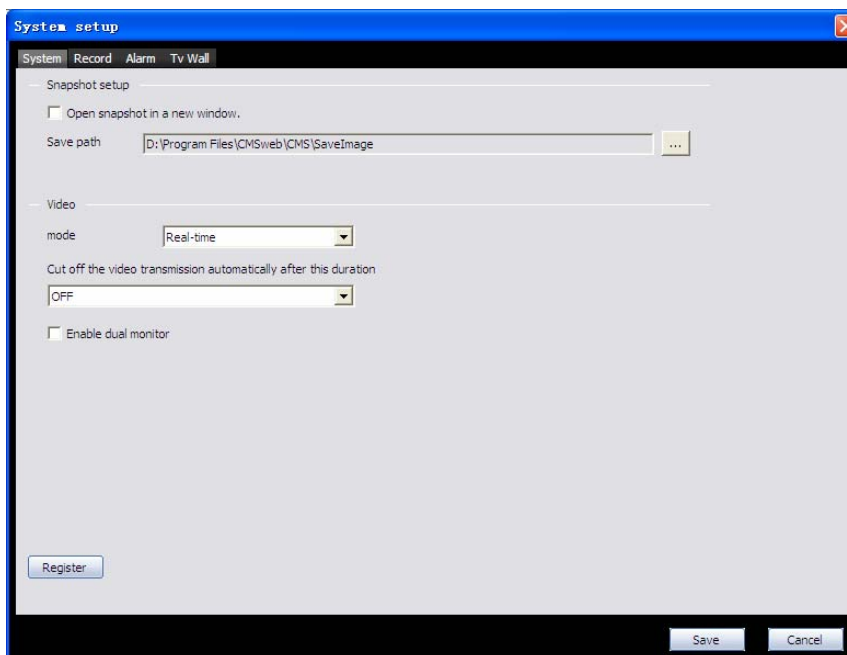 System setup
System Record Alarm Tv Wall
Snapshot setup
Open snapshot in a new window.
Save path D:\Program Files\CMSweb\CMS\SaveImage ...
Video
mode Real-time
Cut off the video transmission automatically after this duration
OFF
Enable dual monitor
Register
Save Cancel